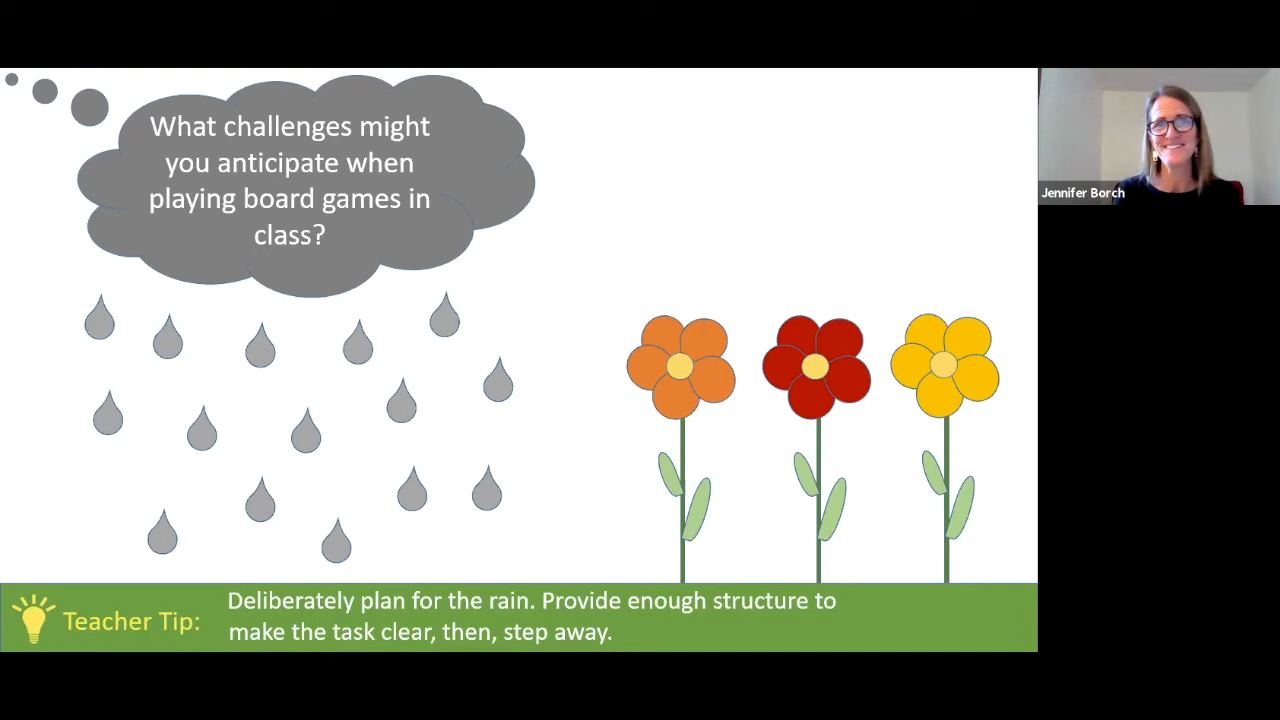 What challenges might
you anticipate when
playing board games in
class?
Jennifer Borch
Teacher Tip:
Deliberately plan for the rain. Provide enough structure to
make the task clear, then, step away.